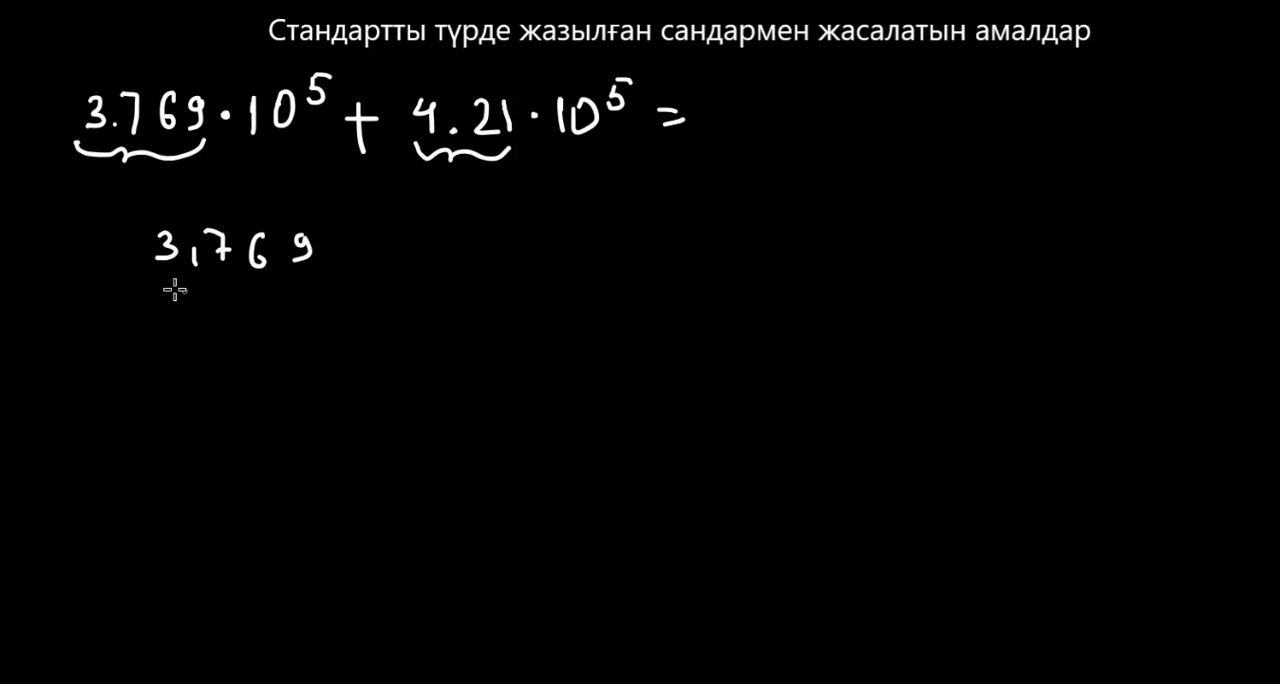 Стандартты түрде жазылған сандармен жасалатын амалдар
3.769 · 10⁵ + 4.21 · 10⁵ =
3,769